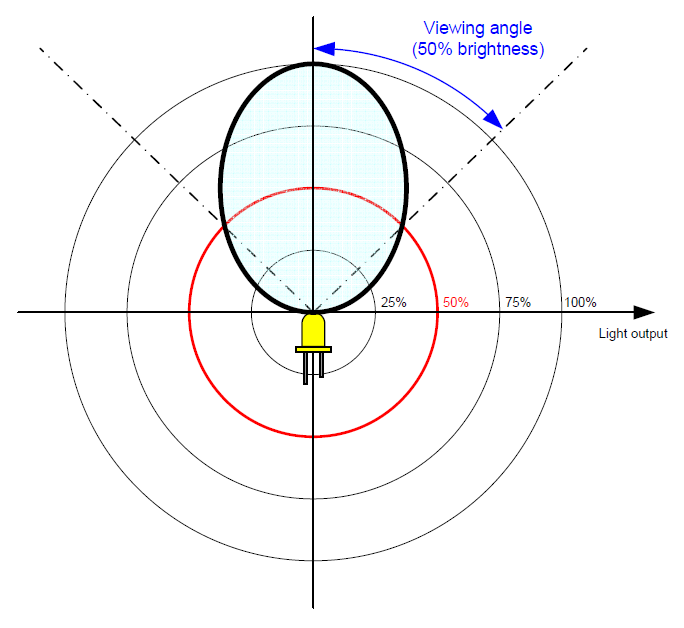 Viewing angle
(50% brightness)
25%
50%
75%
100%
Light output